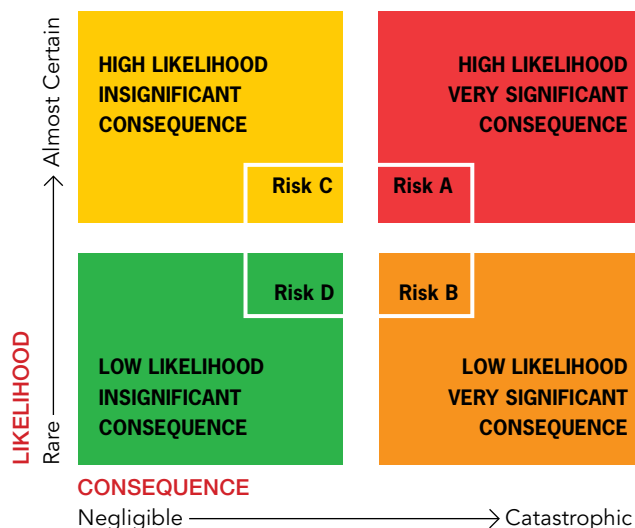 HIGH LIKELIHOOD
INSIGNIFICANT
CONSEQUENCE
Risk C
HIGH LIKELIHOOD
VERY SIGNIFICANT
CONSEQUENCE
Risk A
Risk D
LOW LIKELIHOOD
INSIGNIFICANT
CONSEQUENCE
Risk B
LOW LIKELIHOOD
VERY SIGNIFICANT
CONSEQUENCE
LIKELIHOOD
Rare
Almost Certain
CONSEQUENCE
Negligible
Catastrophic